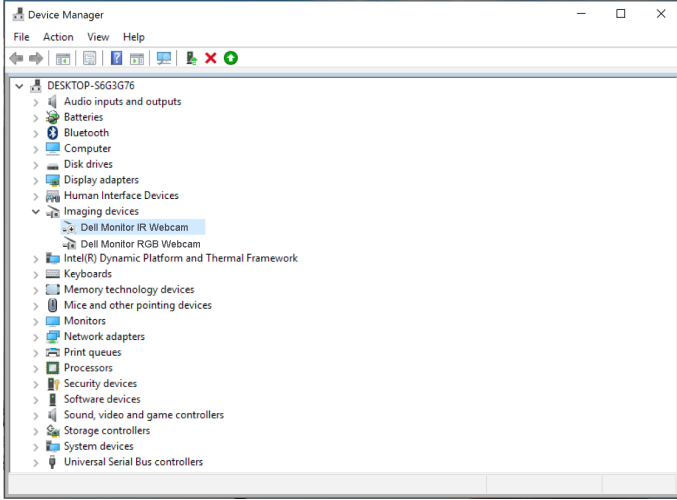 Device Manager
File Action View Help
DESKTOP-S6G3G76
Audio inputs and outputs
Batteries
Bluetooth
Computer
Disk drives
Display adapters
Human Interface Devices
Imaging devices
Dell Monitor IR Webcam
Dell Monitor RGB Webcam
Intel(R) Dynamic Platform and Thermal Framework
Keyboards
Memory technology devices
Mice and other pointing devices
Monitors
Network adapters
Print queues
Processors
Security devices
Software devices
Sound, video and game controllers
Storage controllers
System devices
Universal Serial Bus controllers